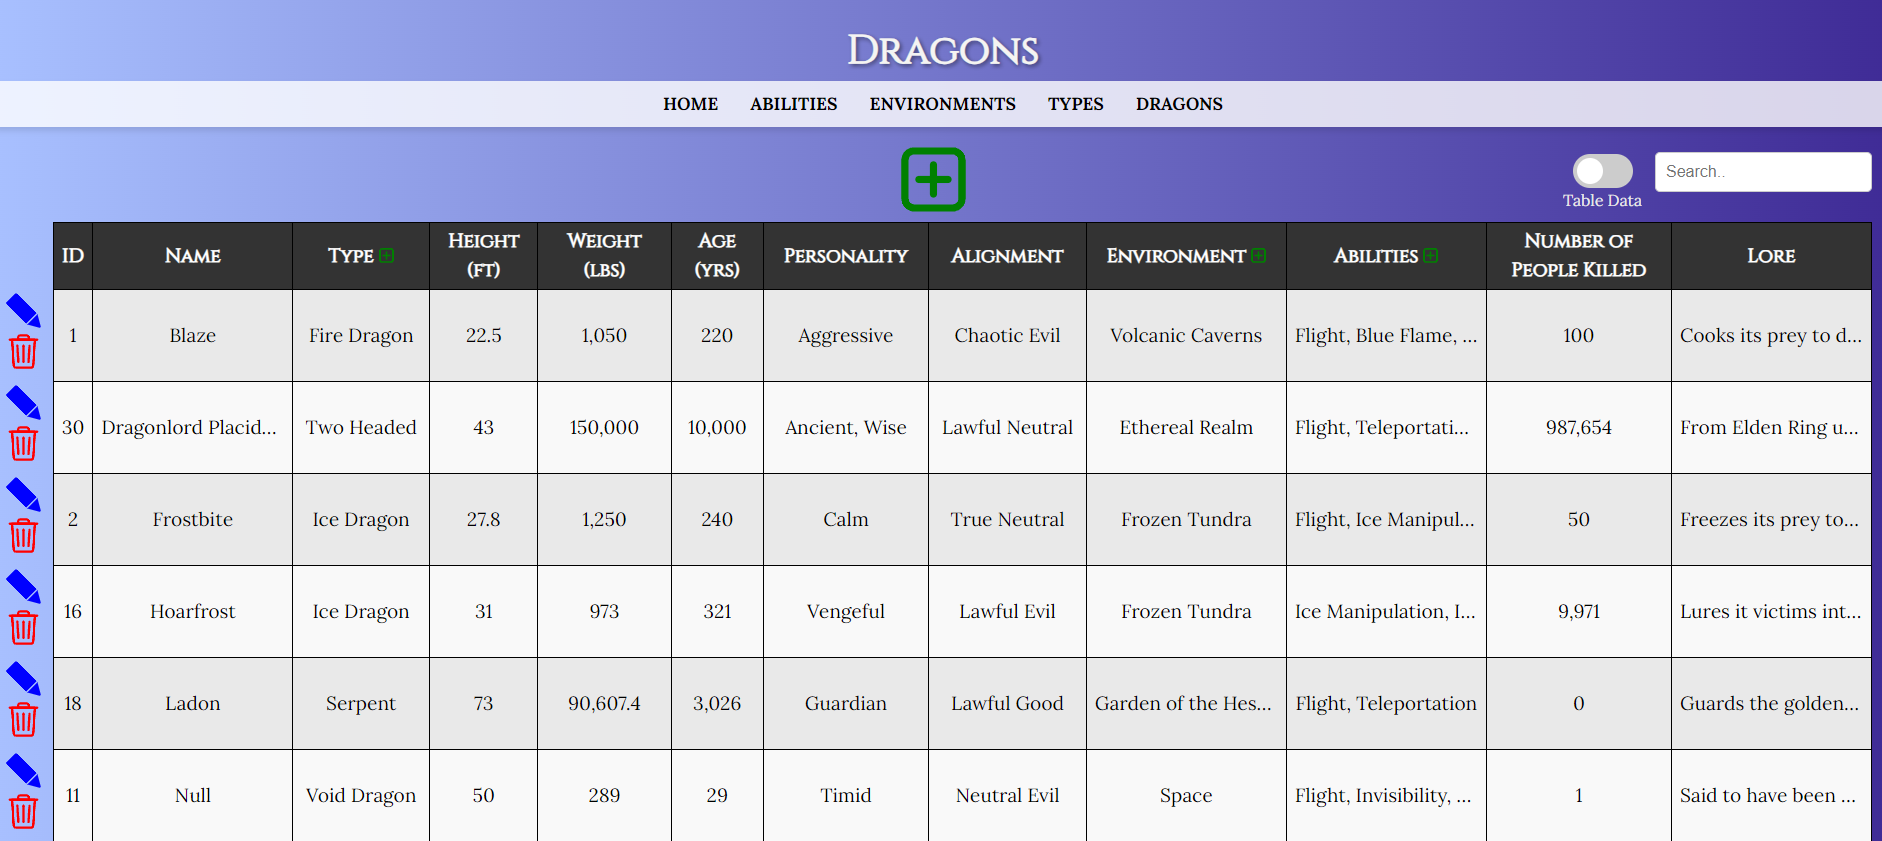 Dragons
HOME ABILITIES ENVIRONMENTS TYPES DRAGONS
Search..
Table Data
ID Name Type Height (ft) Weight (lbs) Age (yrs) Personality Alignment Environment Abilities Number of People Killed Lore
1 Blaze Fire Dragon 22.5 1,050 220 Aggressive Chaotic Evil Volcanic Caverns Flight, Blue Flame, ... 100 Cooks its prey to d...
30 Dragonlord Placid... Two Headed 43 150,000 10,000 Ancient, Wise Lawful Neutral Ethereal Realm Flight, Teleportati... 987,654 From Elden Ring u...
2 Frostbite Ice Dragon 27.8 1,250 240 Calm True Neutral Frozen Tundra Flight, Ice Manipul... 50 Freezes its prey to...
16 Hoarfrost Ice Dragon 31 973 321 Vengeful Lawful Evil Frozen Tundra Ice Manipulation, I... 9,971 Lures it victims int...
18 Ladon Serpent 73 90,607.4 3,026 Guardian Lawful Good Garden of the Hes... Flight, Teleportation 0 Guards the golden...
11 Null Void Dragon 50 289 29 Timid Neutral Evil Space Flight, Invisibility, ... 1 Said to have been ...